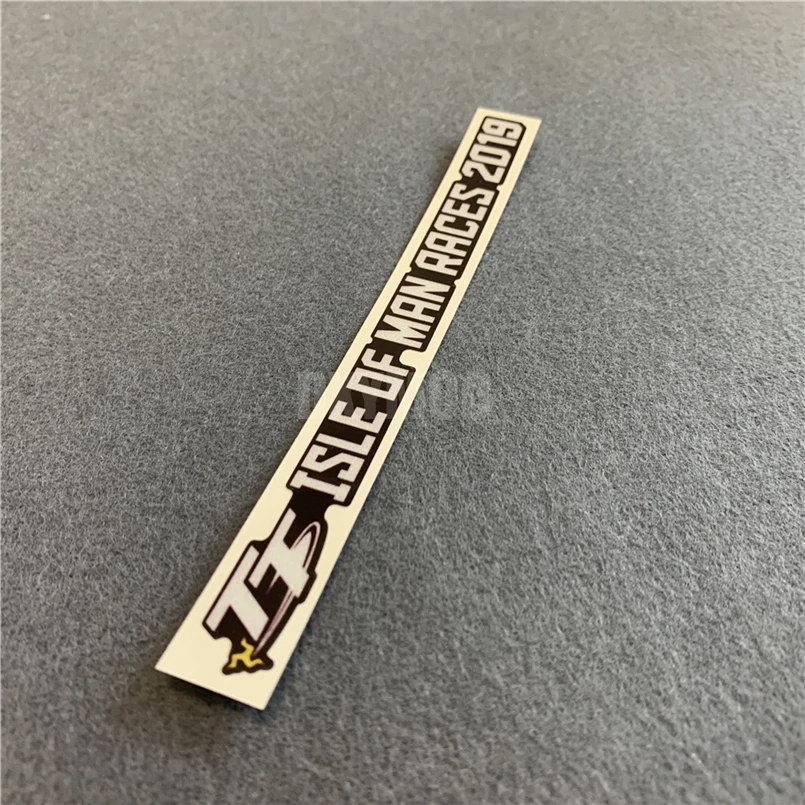 TT ISLE OF MAN RACES 2019